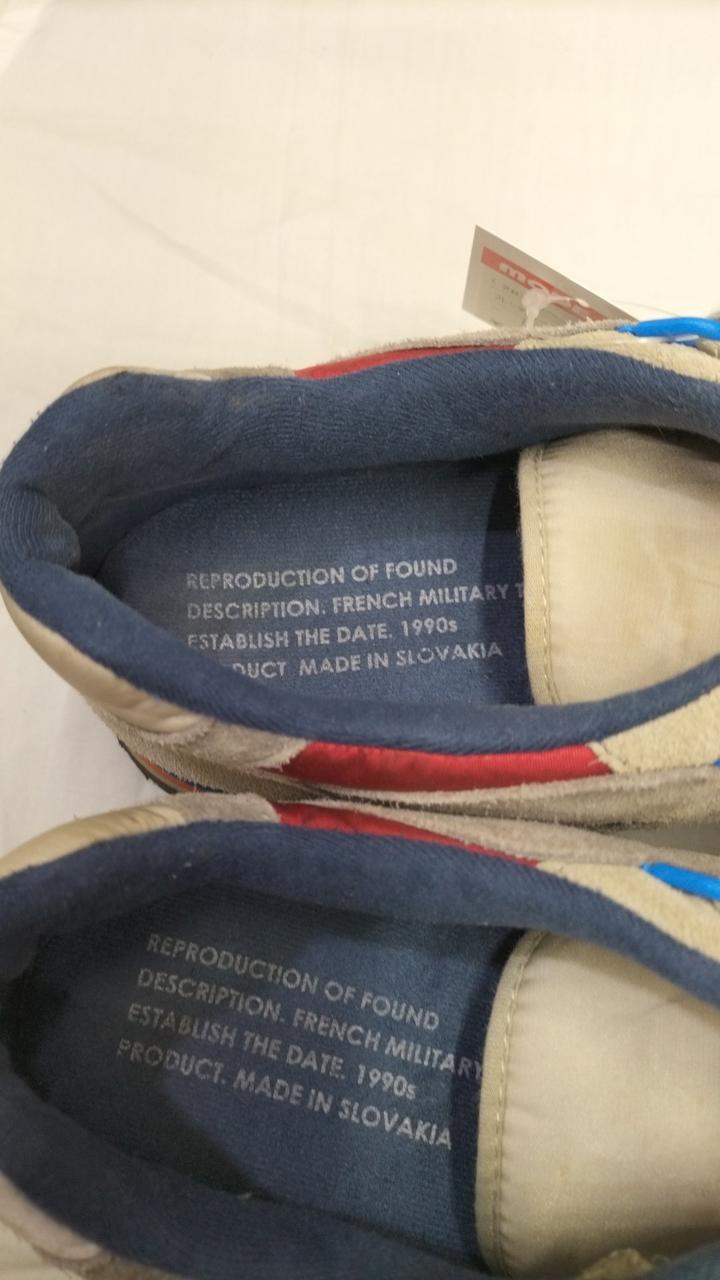 REPRODUCTION OF FOUND
DESCRIPTION. FRENCH MILITARY T
ESTABLISH THE DATE. 1990s
DUCT MADE IN SLOVAKIA
REPRODUCTION OF FOUND
DESCRIPTION. FRENCH MILITARY
ESTABLISH THE DATE. 1990s
PRODUCT. MADE IN SLOVAKIA